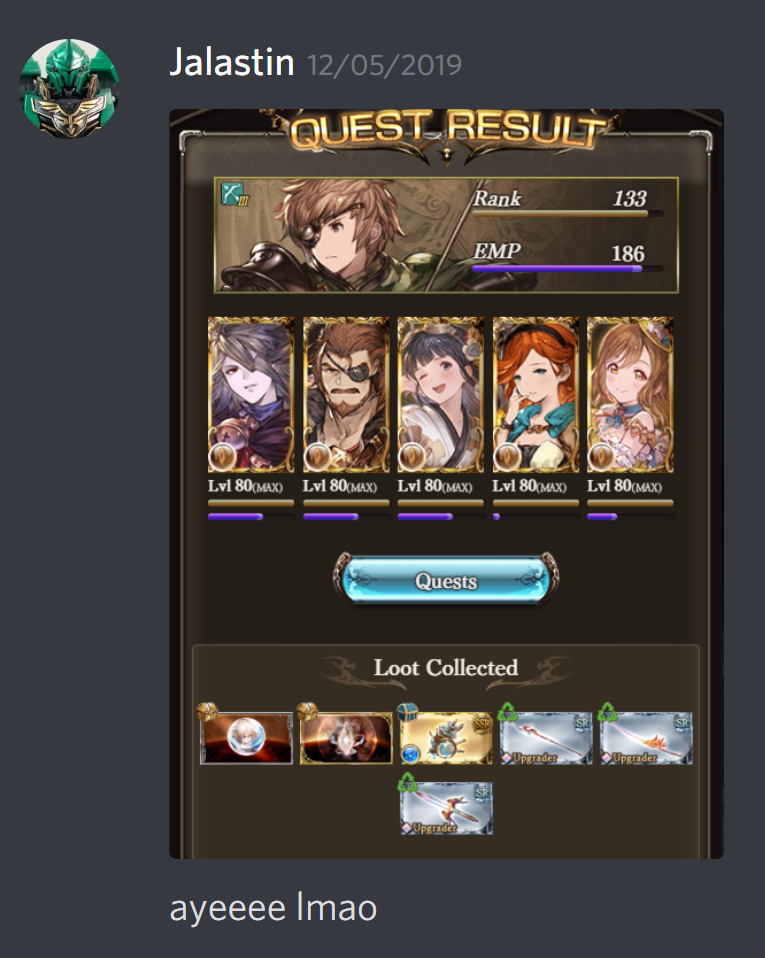 Jalastin 12/05/2019
QUEST RESULT
III
Rank 133
EMP 186
Lvl 80(MAX) Lvl 80(MAX) Lvl 80(MAX) Lvl 80(MAX) Lvl 80(MAX)
Quests
Loot Collected
SSR SR SR
Upgrader Upgrader
SR
Upgrader
ayeeee lmao